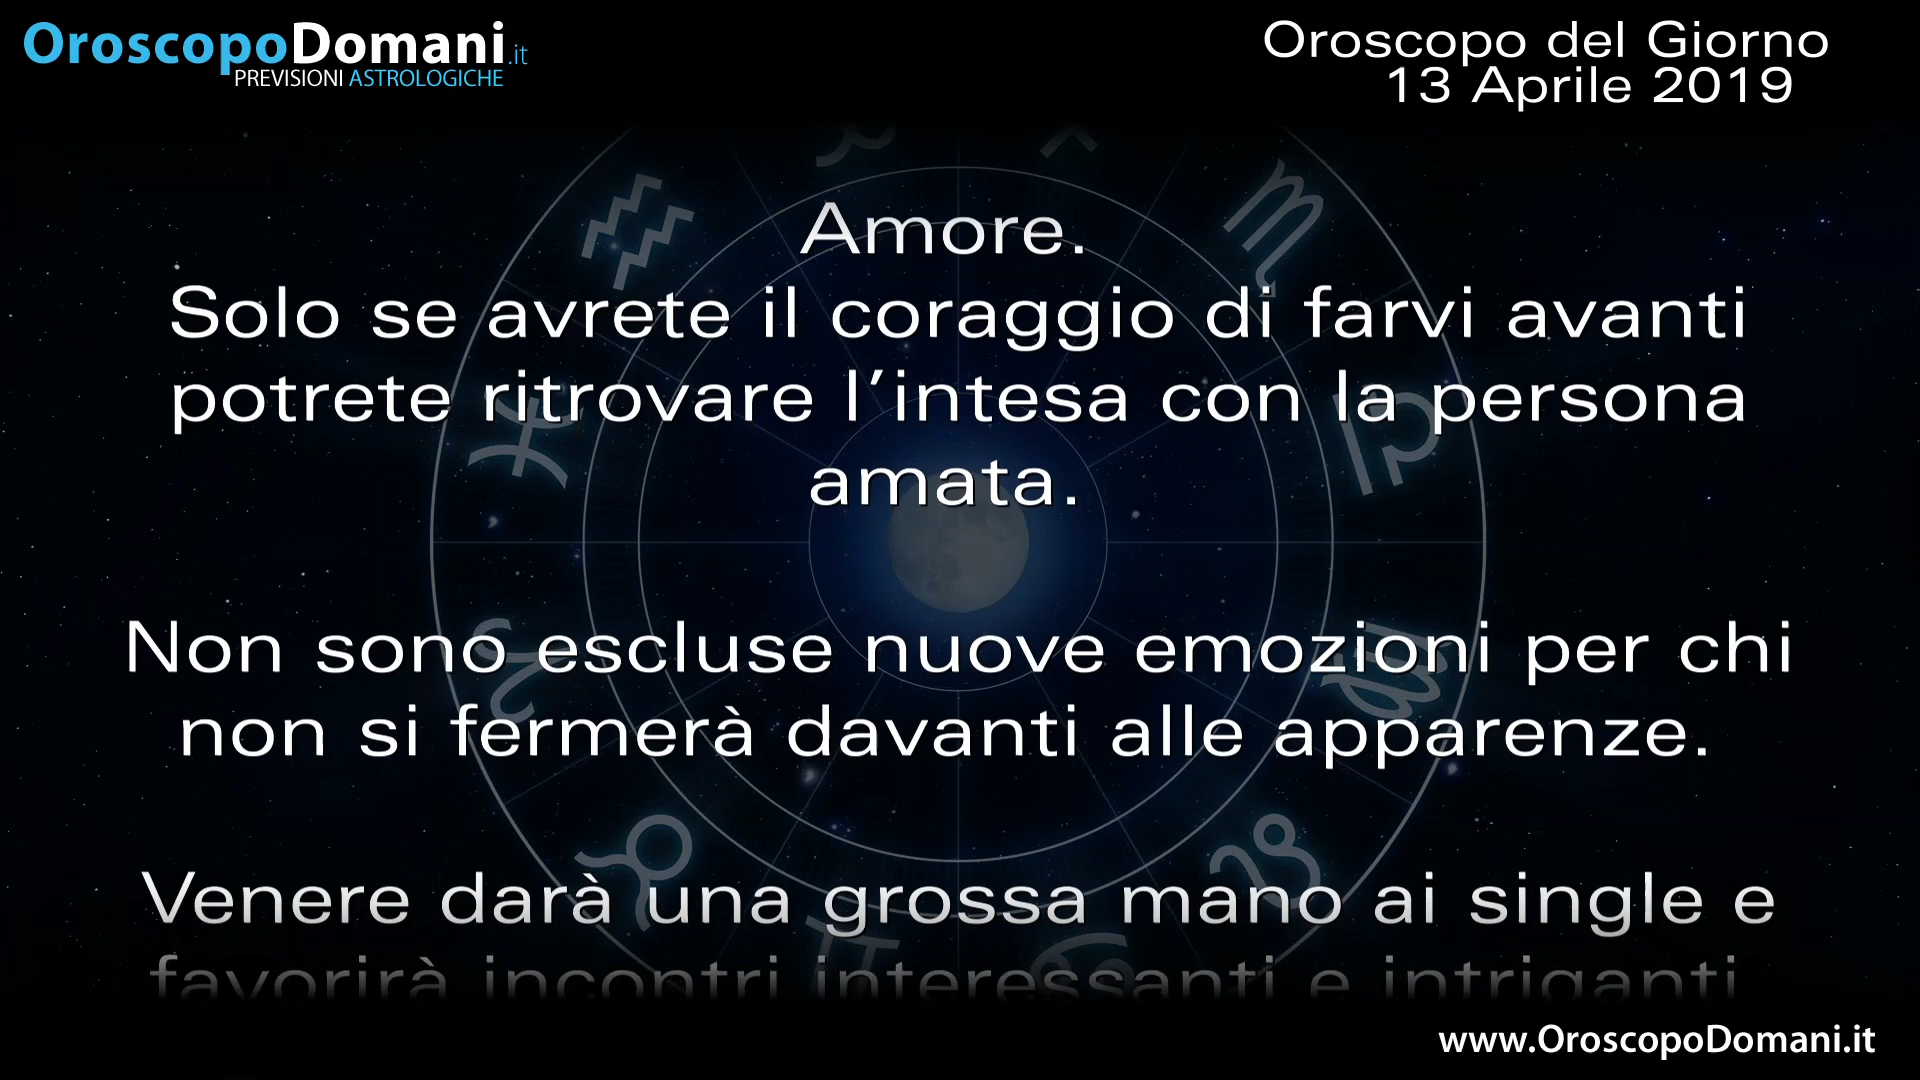 OroscopoDomani.it
PREVISIONI ASTROLOGICHE
Oroscopo del Giorno
13 Aprile 2019
Amore.
Solo se avrete il coraggio di farvi avanti
potrete ritrovare l’intesa con la persona
amata.
Non sono escluse nuove emozioni per chi
non si fermerà davanti alle apparenze.
Venere darà una grossa mano ai single e
favorirà incontri interessanti e intriganti
www.OroscopoDomani.it